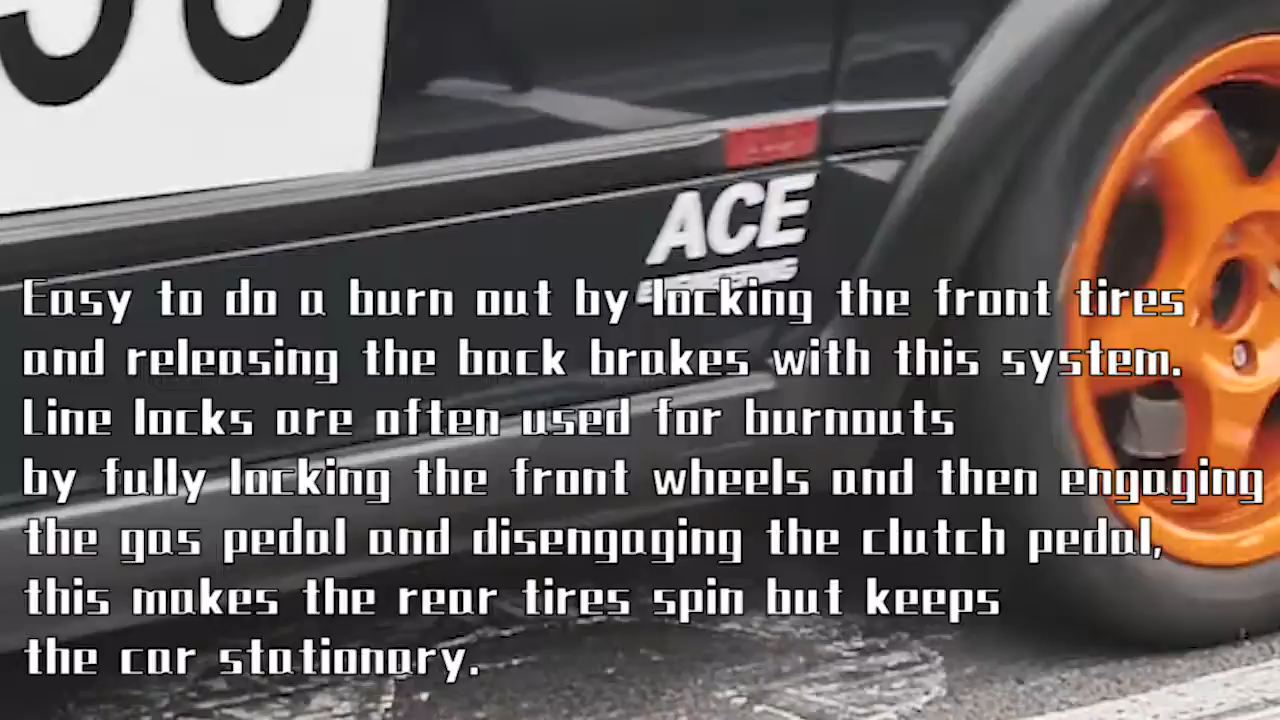 ACE
Easy to do a burn out by locking the front tires
and releasing the back brakes with this system.
Line locks are often used for burnouts
by fully locking the front wheels and then engaging
the gas pedal and disengaging the clutch pedal,
this makes the rear tires spin but keeps
the car stationary.